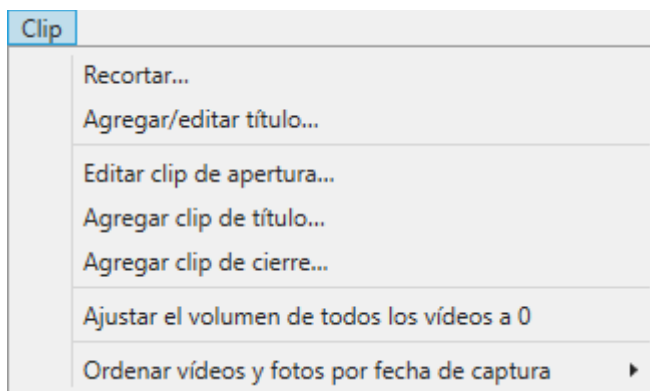 Clip
Recortar...
Agregar/editar título...
Editar clip de apertura...
Agregar clip de título...
Agregar clip de cierre...
Ajustar el volumen de todos los vídeos a 0
Ordenar vídeos y fotos por fecha de captura